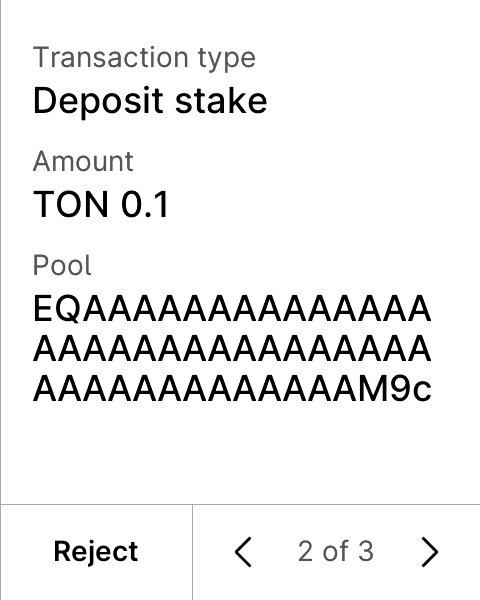 Transaction type
Deposit stake
Amount
TON 0.1
Pool
EQAAAAAAAAAAAAAA
AAAAAAAAAAAAAAAA
AAAAAAAAAAAAAM9c
Reject
2 of 3